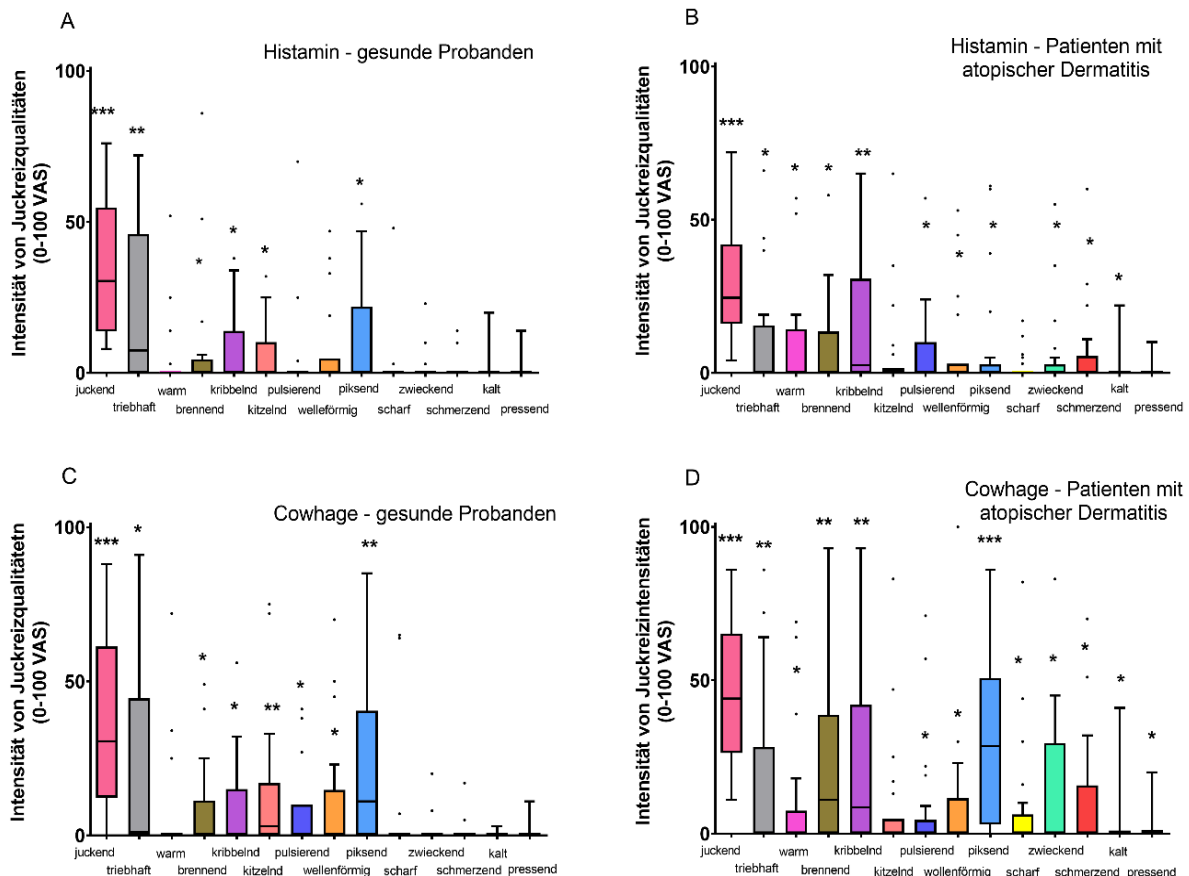 A
Histamin - gesunde Probanden
Intensität von Juckreizqualitäten
(0-100 VAS)
100
50
0
***
**
*
*
*
*
juckend
triebhaft
warm
brennend
kribbelnd
kitzelnd
pulsierend
welleförmig
piksend
scharf
zwieckend
schmerzend
kalt
pressend
B
Histamin - Patienten mit
atopischer Dermatitis
Intensität von Juckreizqualitäten
(0-100 VAS)
100
50
0
***
*
*
*
**
*
*
*
*
*
*
juckend
triebhaft
warm
brennend
kribbelnd
kitzelnd
pulsierend
wellenförmig
piksend
scharf
zwieckend
schmerzend
kalt
pressend
C
Cowhage - gesunde Probanden
Intensität von Juckreizqualitätetn
(0-100 VAS)
100
50
0
***
*
*
*
**
*
*
**
juckend
triebhaft
warm
brennend
kribbelnd
kitzelnd
pulsierend
wellenförmig
piksend
scharf
zwieckend
schmerzend
kalt
pressend
D
Cowhage - Patienten mit
atopischer Dermatitis
Intensität von Juckreizintensitäten
(0-100 VAS)
100
50
0
***
**
*
**
**
*
*
***
*
*
*
*
*
juckend
triebhaft
warm
brennend
kribbelnd
kitzelnd
pulsierend
wellenförmig
piksend
scharf
zwieckend
schmerzend
kalt
pressend